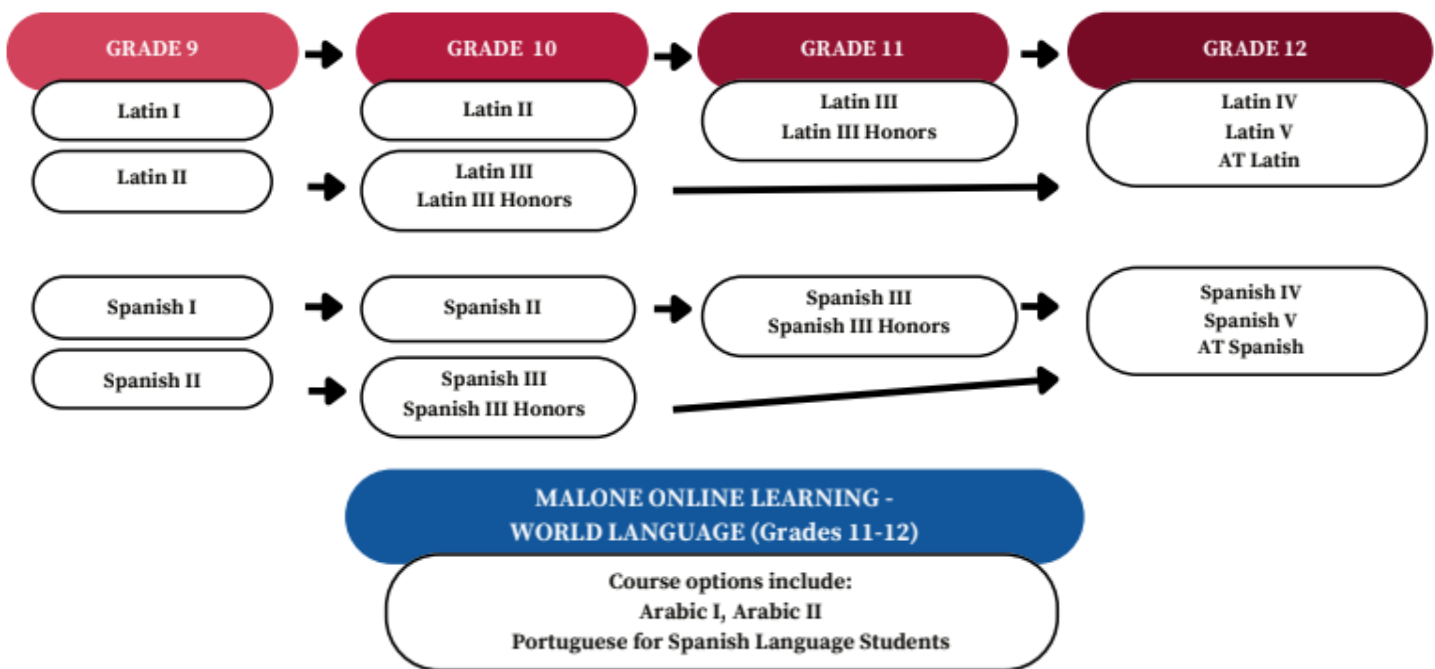 GRADE 9
GRADE 10
GRADE 11
GRADE 12
Latin I
Latin II
Latin III
Latin III Honors
Latin IV
Latin V
AT Latin
Latin II
Latin III
Latin III Honors
Spanish I
Spanish II
Spanish III
Spanish III Honors
Spanish IV
Spanish V
AT Spanish
Spanish II
Spanish III
Spanish III Honors
MALONE ONLINE LEARNING -
WORLD LANGUAGE (Grades 11-12)
Course options include:
Arabic I, Arabic II
Portuguese for Spanish Language Students